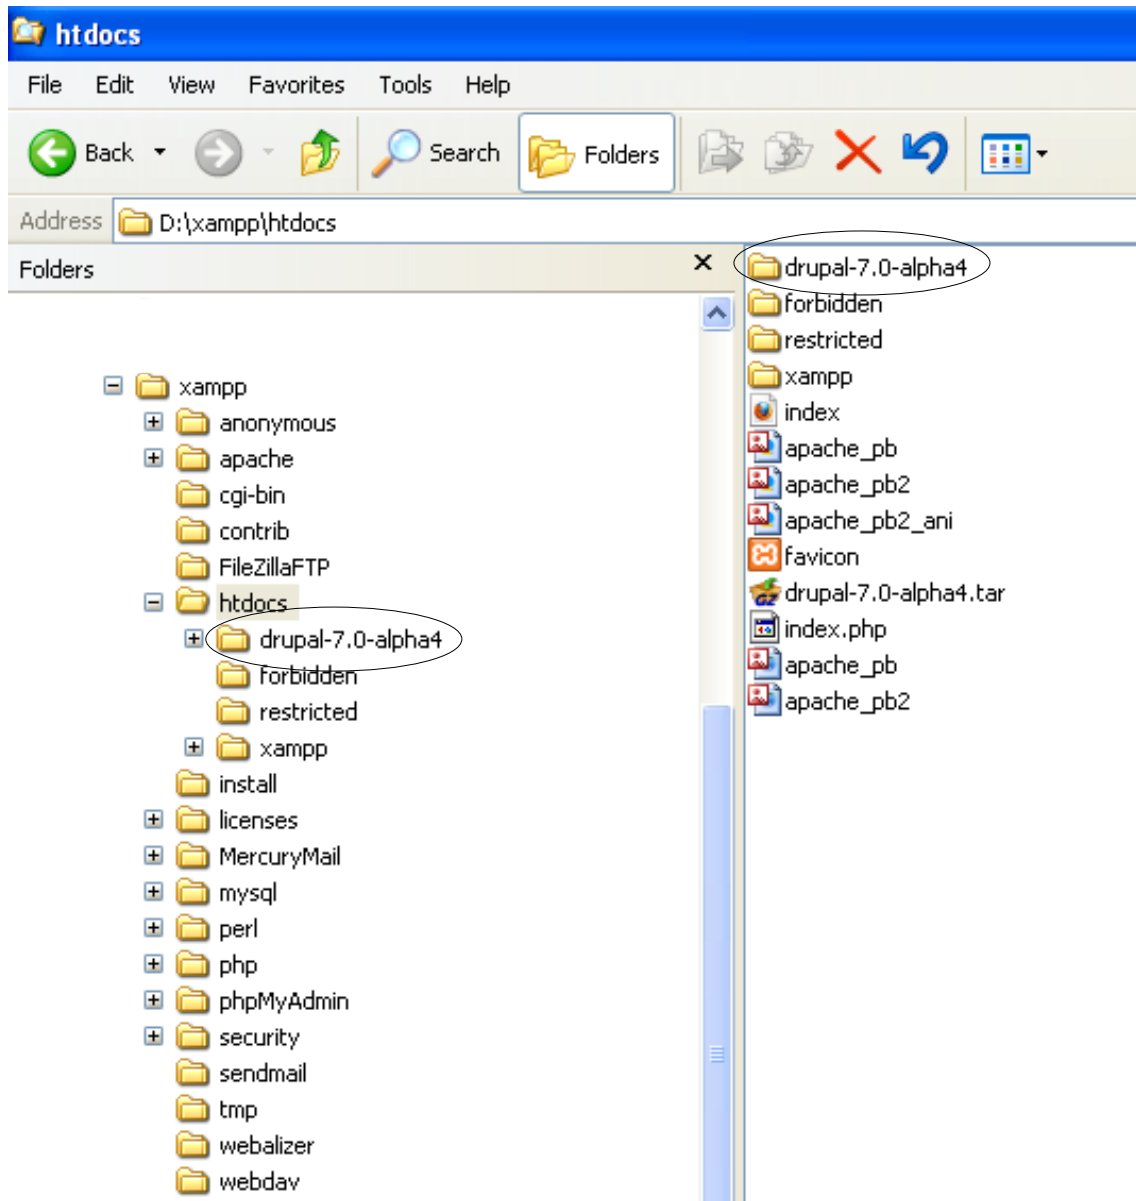 htdocs
File Edit View Favorites Tools Help
Back Search Folders
Address D:\xampp\htdocs
Folders
xampp
anonymous
apache
cgi-bin
contrib
FileZillaFTP
htdocs
drupal-7.0-alpha4
forbidden
restricted
xampp
install
licenses
MercuryMail
mysql
perl
php
phpMyAdmin
security
sendmail
tmp
webalizer
webdav
drupal-7.0-alpha4
forbidden
restricted
xampp
index
apache_pb
apache_pb2
apache_pb2_ani
favicon
drupal-7.0-alpha4.tar
index.php
apache_pb
apache_pb2